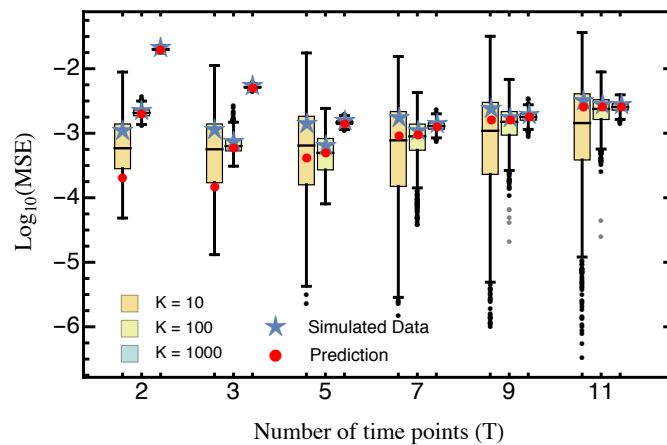 Log10(MSE)
-2
-3
-4
-5
-6
K = 10
K = 100
K = 1000
Simulated Data
Prediction
2 3 5 7 9 11
Number of time points (T)